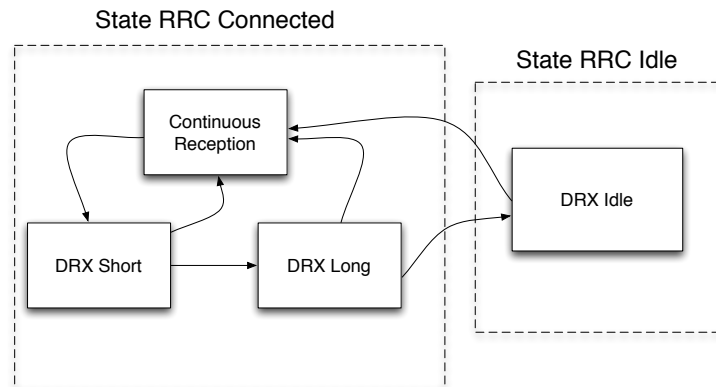 State RRC Connected
State RRC Idle
Continuous
Reception
DRX Idle
DRX Short
DRX Long